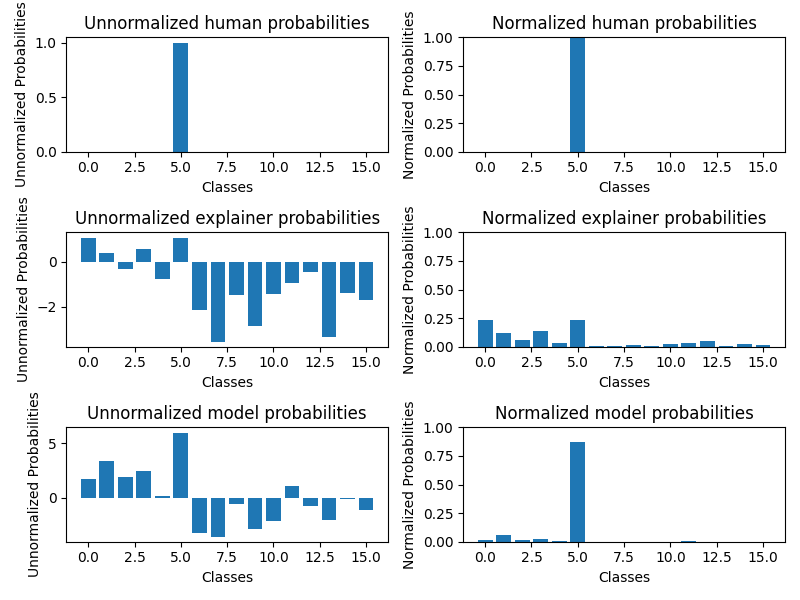 Unnormalized human probabilities
Unnormalized Probabilities
1.0
0.5
0.0
0.0 2.5 5.0 7.5 10.0 12.5 15.0
Classes
Normalized human probabilities
Normalized Probabilities
1.00
0.75
0.50
0.25
0.00
0.0 2.5 5.0 7.5 10.0 12.5 15.0
Classes
Unnormalized explainer probabilities
Unnormalized Probabilities
0
−2
0.0 2.5 5.0 7.5 10.0 12.5 15.0
Classes
Normalized explainer probabilities
Normalized Probabilities
1.00
0.75
0.50
0.25
0.00
0.0 2.5 5.0 7.5 10.0 12.5 15.0
Classes
Unnormalized model probabilities
Unnormalized Probabilities
5
0
0.0 2.5 5.0 7.5 10.0 12.5 15.0
Classes
Normalized model probabilities
Normalized Probabilities
1.00
0.75
0.50
0.25
0.00
0.0 2.5 5.0 7.5 10.0 12.5 15.0
Classes